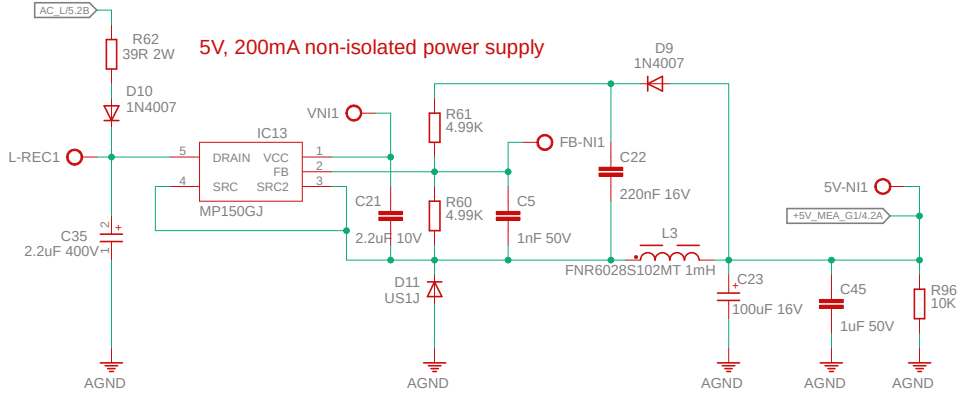 AC_L/5.2B
R62
39R 2W
5V, 200mA non-isolated power supply
D9
1N4007
D10
1N4007
VNI1
R61
4.99K
FB-NI1
IC13
L-REC1
5
DRAIN
VCC
1
FB
2
4
SRC
SRC2
3
MP150GJ
C22
220nF 16V
5V-NI1
C21
2.2uF 10V
R60
4.99K
C5
1nF 50V
+5V_MEA_G1/4.2A
2
+
C35
2.2uF 400V
1
L3
FNR6028S102MT 1mH
D11
US1J
+
C23
100uF 16V
C45
1uF 50V
R96
10K
AGND
AGND
AGND
AGND
AGND